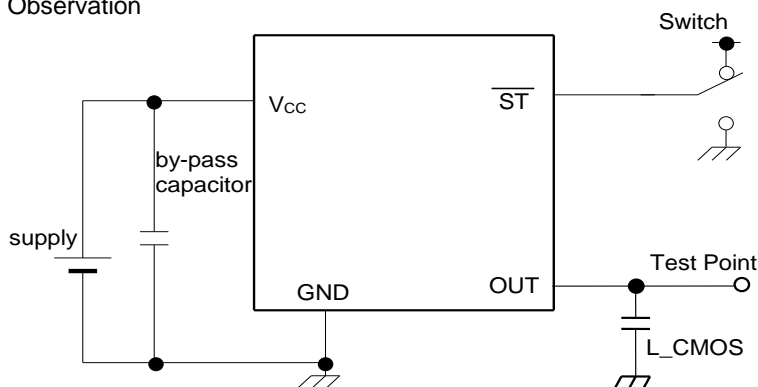 Observation
Switch
VCC
ST
by-pass
capacitor
supply
Test Point
GND
OUT
L_CMOS